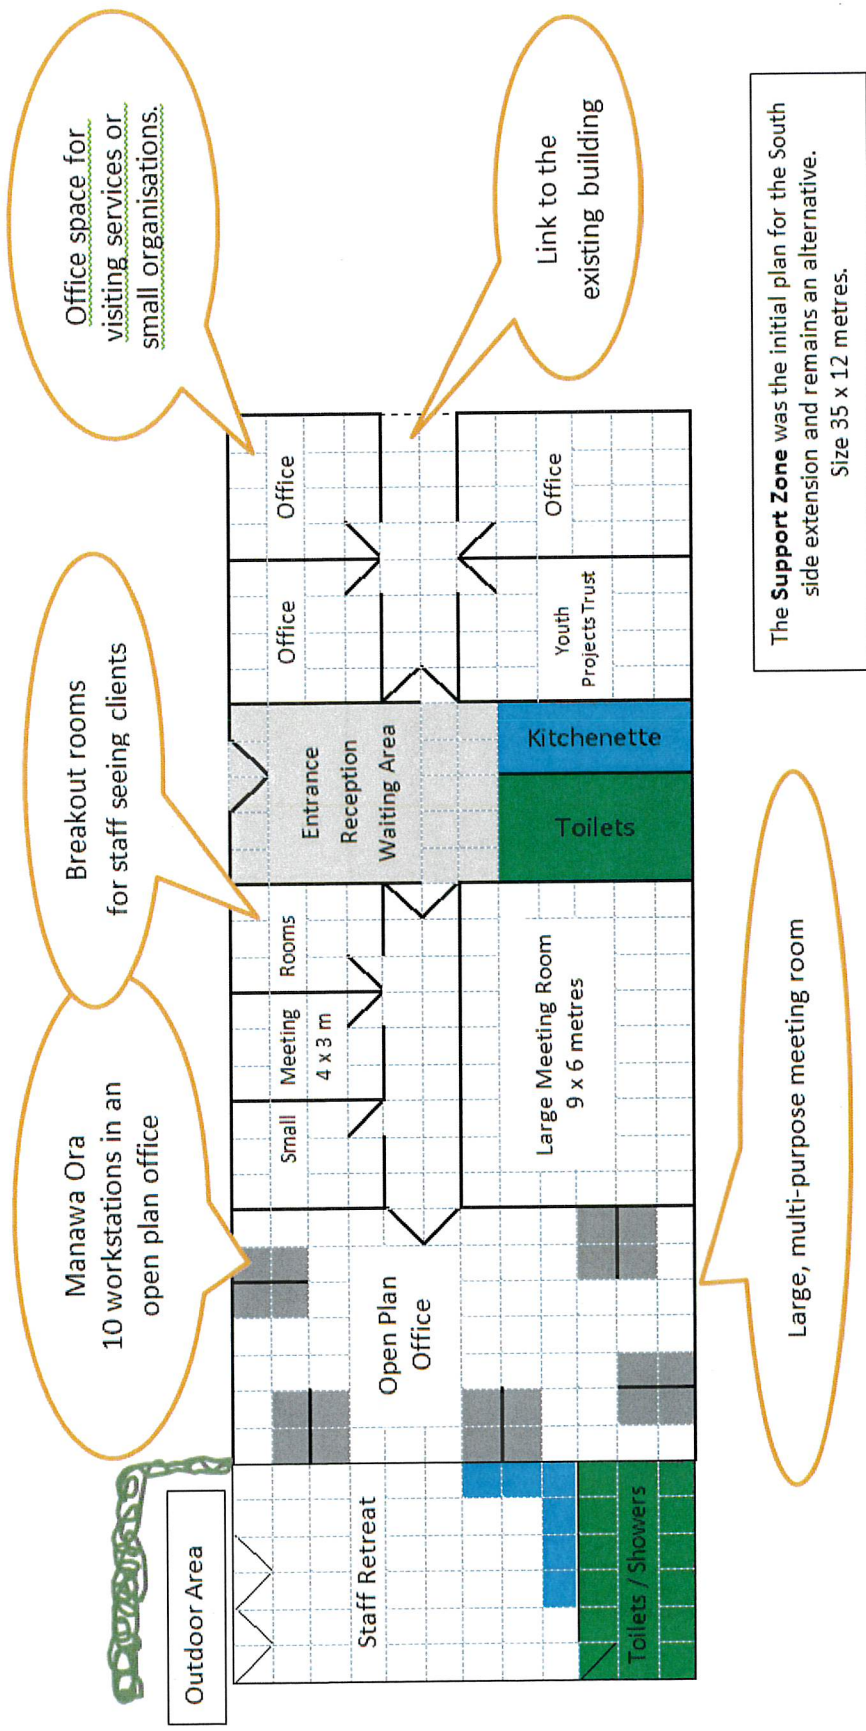 Manawa Ora
10 workstations in an
open plan office
Breakout rooms
for staff seeing clients
Office space for
visiting services or
small organisations.
Outdoor Area
Staff Retreat
Toilets / Showers
Open Plan
Office
Small
Meeting
Rooms
4 x 3 m
Large Meeting Room
9 x 6 metres
Entrance
Reception
Waiting Area
Toilets
Kitchenette
Office
Office
Youth
Projects Trust
Office
Link to the
existing building
Large, multi-purpose meeting room
The Support Zone was the initial plan for the South
side extension and remains an alternative.
Size 35 x 12 metres.